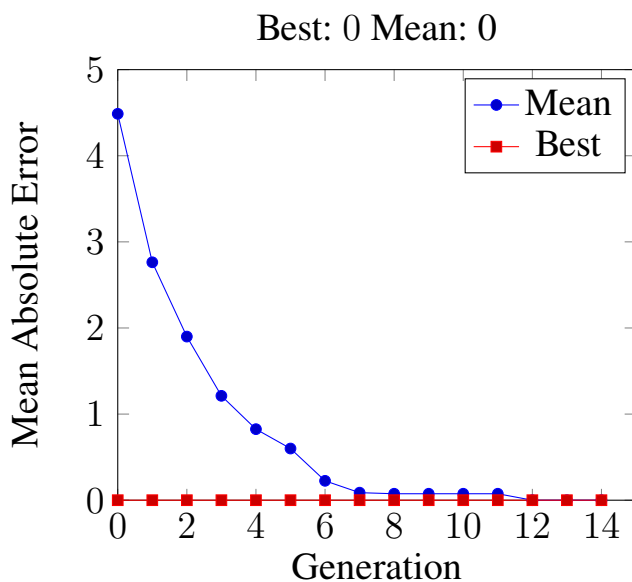 Best: 0 Mean: 0
Mean Absolute Error
5
4
3
2
1
0
Mean
Best
0 2 4 6 8 10 12 14
Generation